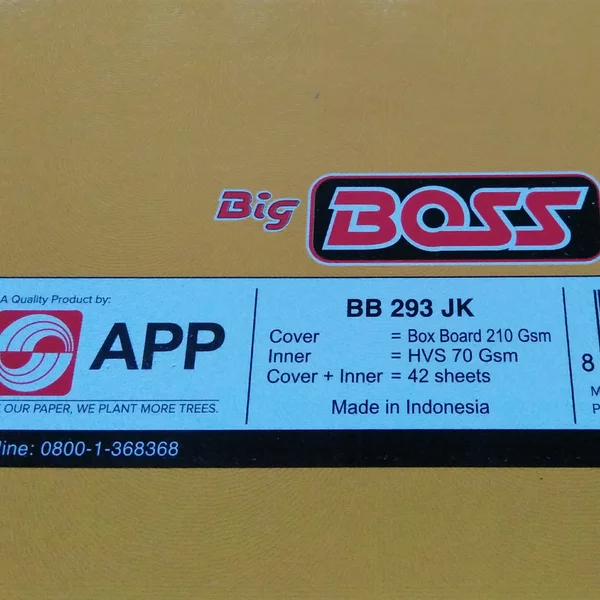 Big BOSS
A Quality Product by:
APP
OUR PAPER, WE PLANT MORE TREES.
line: 0800-1-368368
BB 293 JK
Cover = Box Board 210 Gsm
Inner = HVS 70 Gsm
Cover + Inner = 42 sheets
Made in Indonesia
8
M
P